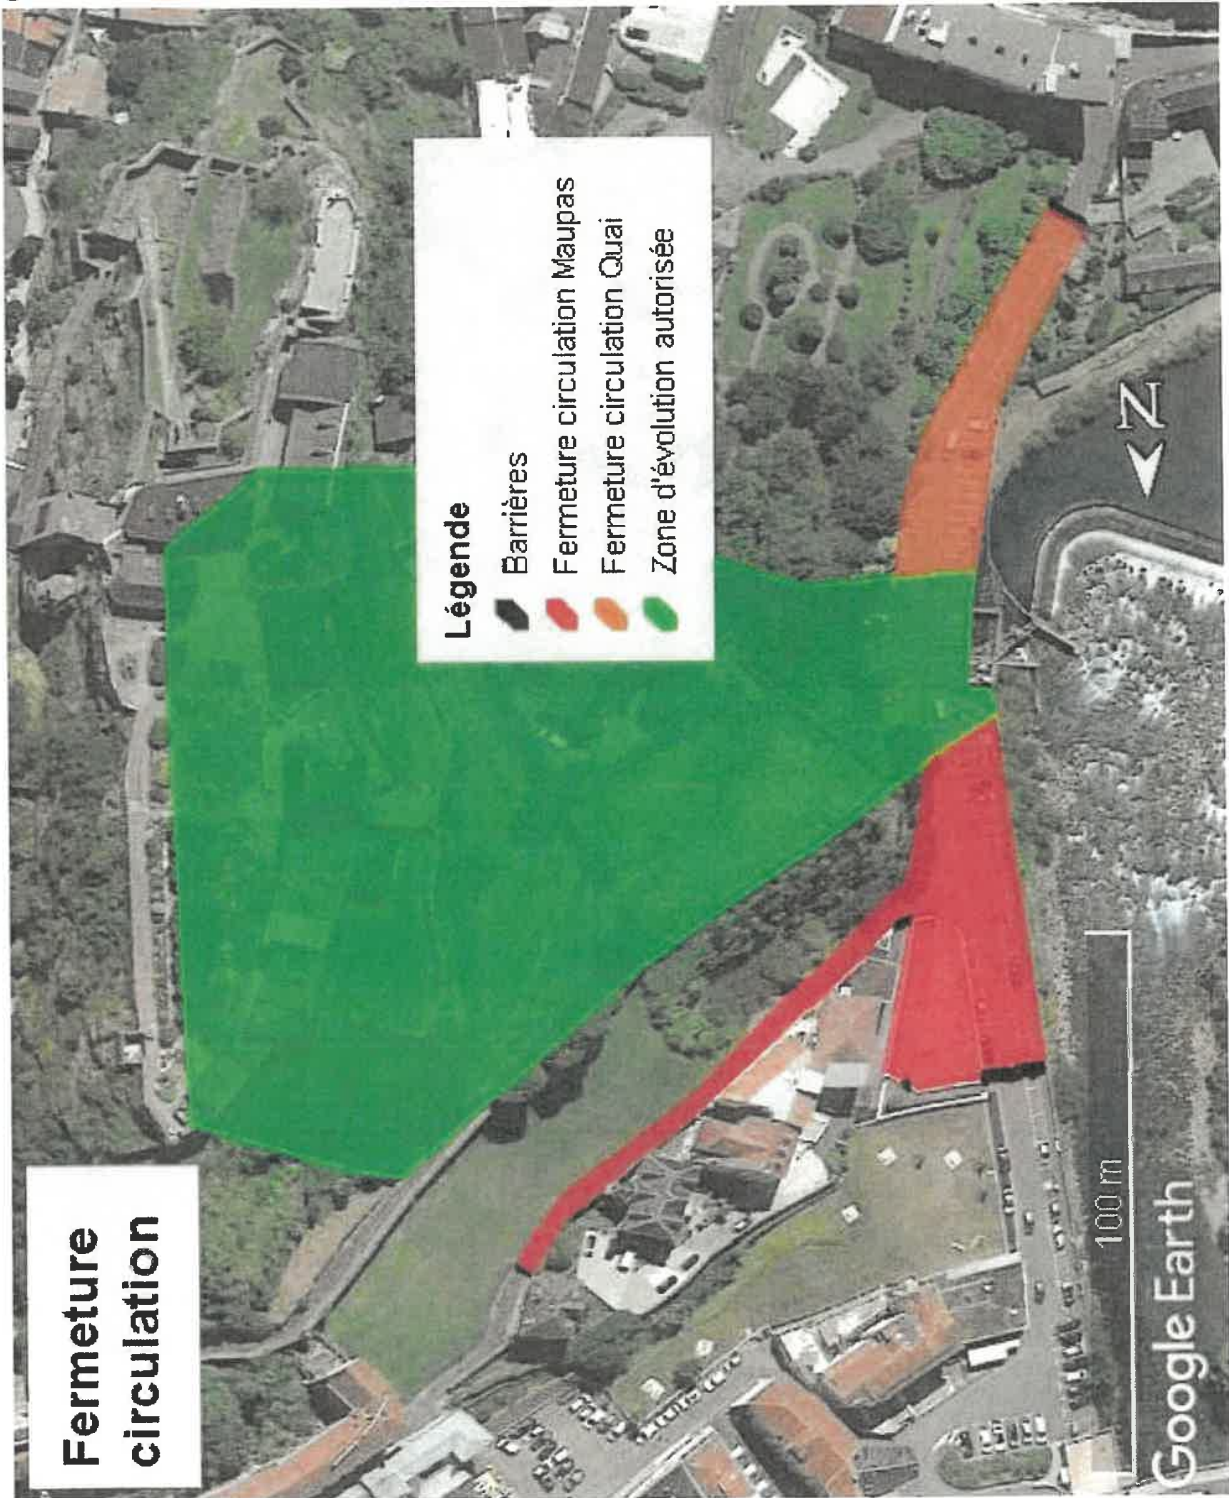 Fermeture
circulation
Légende
Barrières
Fermeture circulation Maupas
Fermeture circulation Quai
Zone d'évolution autorisée
N
100 m
Google Earth